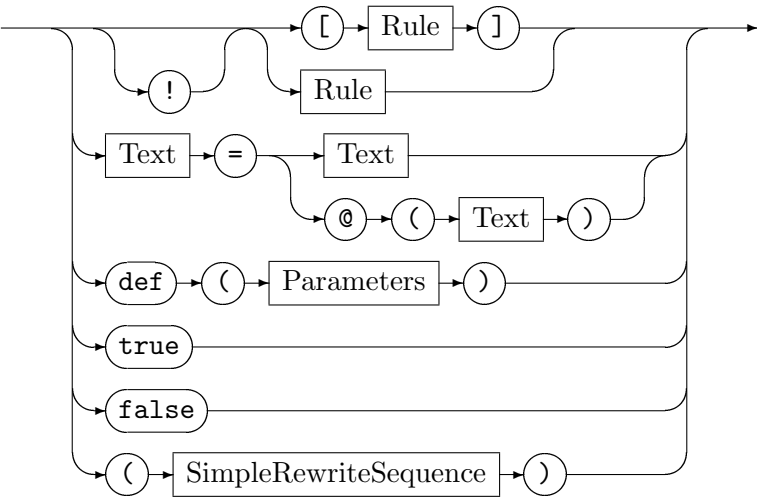 [ Rule ]
! Rule
Text = Text
@ ( Text )
def ( Parameters )
true
false
( SimpleRewriteSequence )